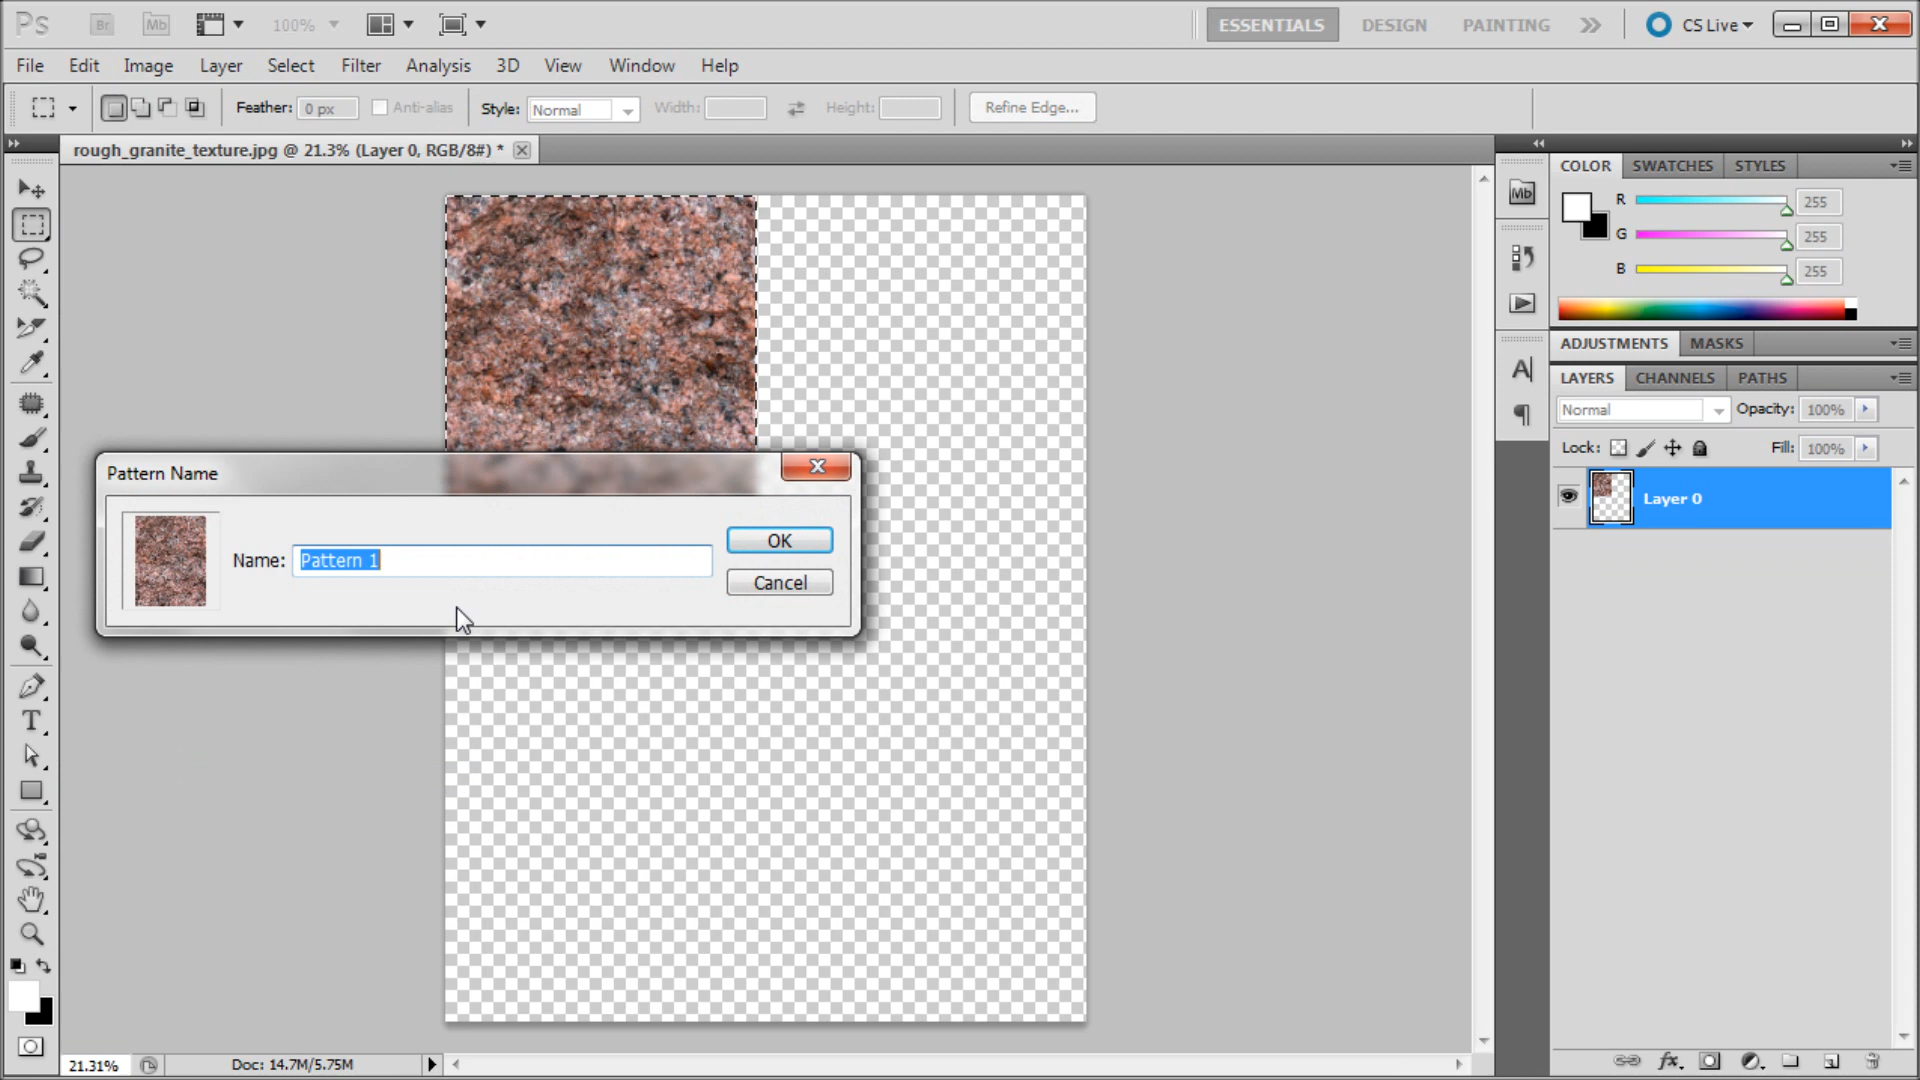 Ps Br Mb 100% ESSENTIALS DESIGN PAINTING CS Live
File Edit Image Layer Select Filter Analysis 3D View Window Help
Feather: 0 px Anti-alias Style: Normal Width: Height: Refine Edge...
rough_granite_texture.jpg @ 21.3% (Layer 0, RGB/8#) *
COLOR SWATCHES STYLES
Mb
R 255
G 255
B 255
ADJUSTMENTS MASKS
LAYERS CHANNELS PATHS
Normal Opacity: 100%
Lock: Fill: 100%
Layer 0
Pattern Name
Name: Pattern 1
OK
Cancel
21.31% Doc: 14.7M/5.75M